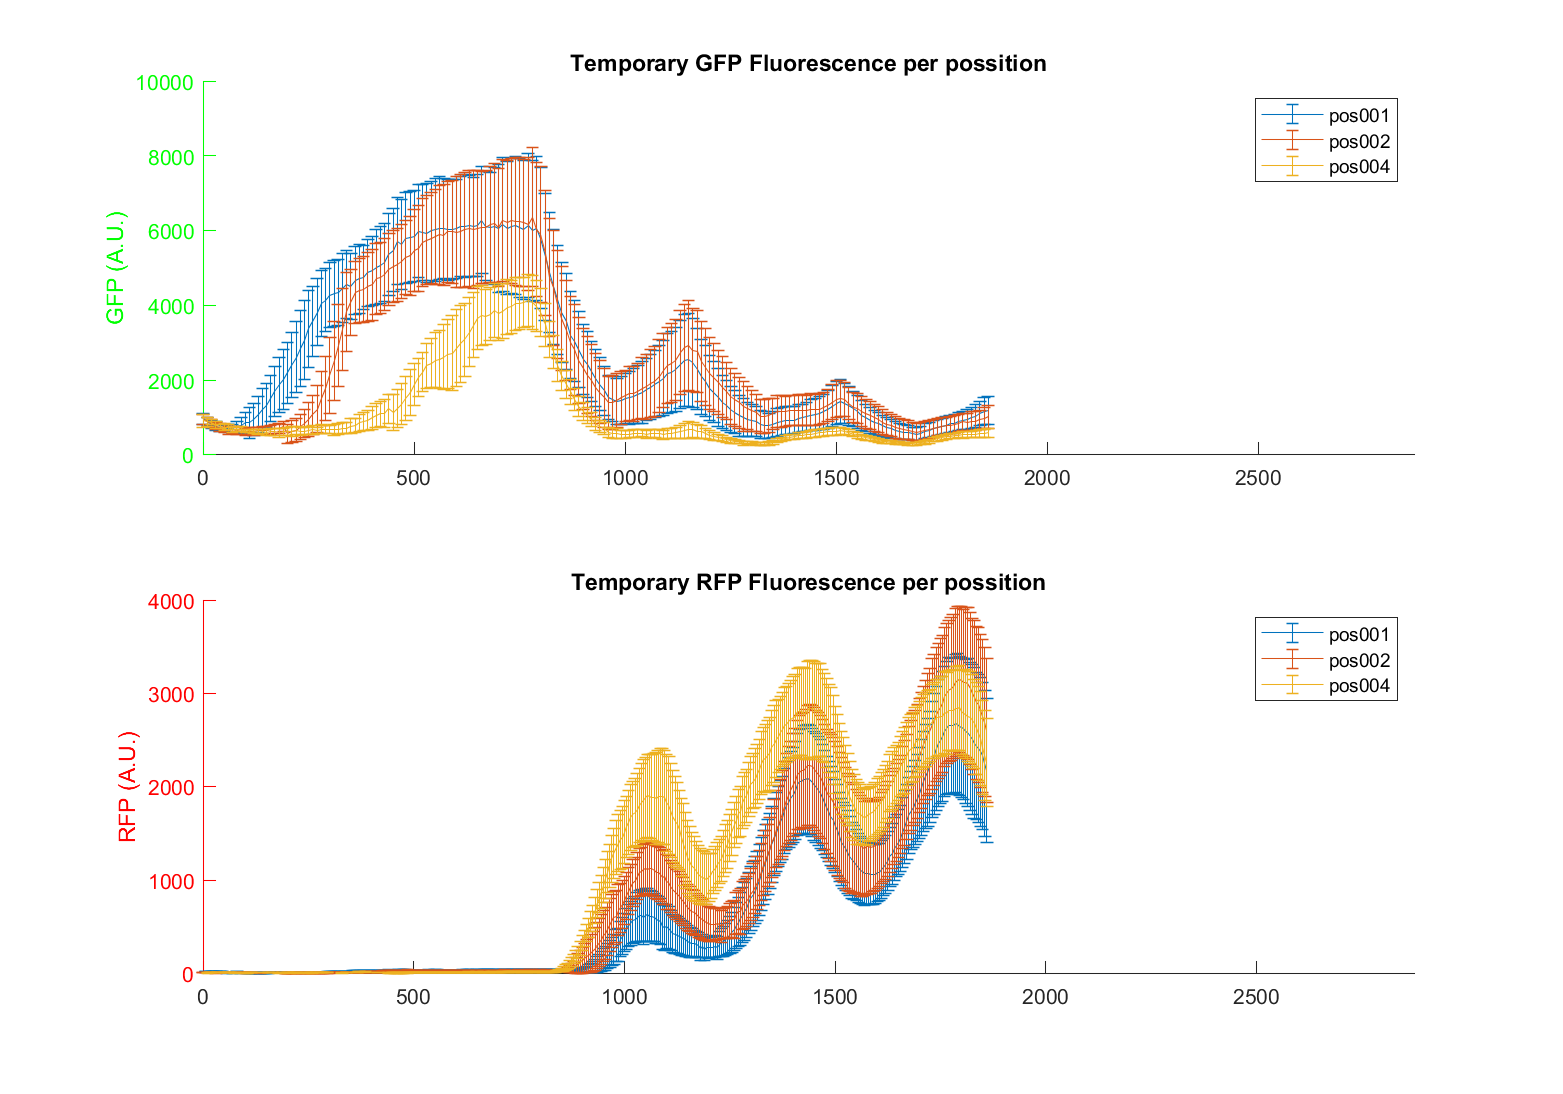 Temporary GFP Fluorescence per possition
GFP (A.U.)
10000
8000
6000
4000
2000
0
0 500 1000 1500 2000 2500
pos001
pos002
pos004
Temporary RFP Fluorescence per possition
RFP (A.U.)
4000
3000
2000
1000
0
0 500 1000 1500 2000 2500
pos001
pos002
pos004